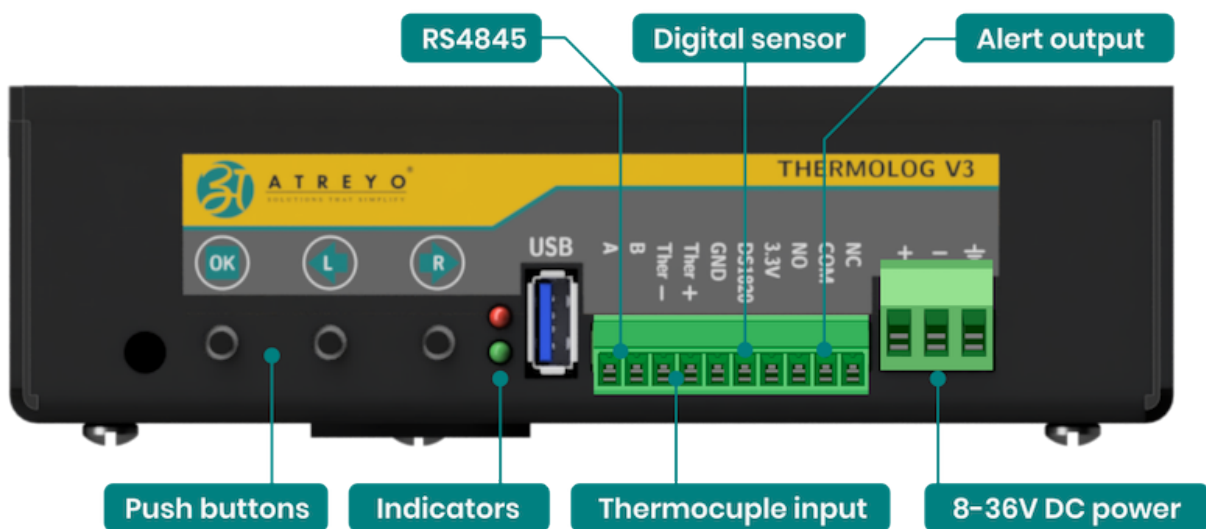 RS4845
Digital sensor
Alert output
अ
ATREYO®
SOLUTIONS THAT SIMPLIFY
THERMOLOG V3
OK
L
R
USB
A
B
Ther −
Ther +
GND
DS1820
3.3V
NO
COM
NC
+
−
Push buttons
Indicators
Thermocuple input
8-36V DC power